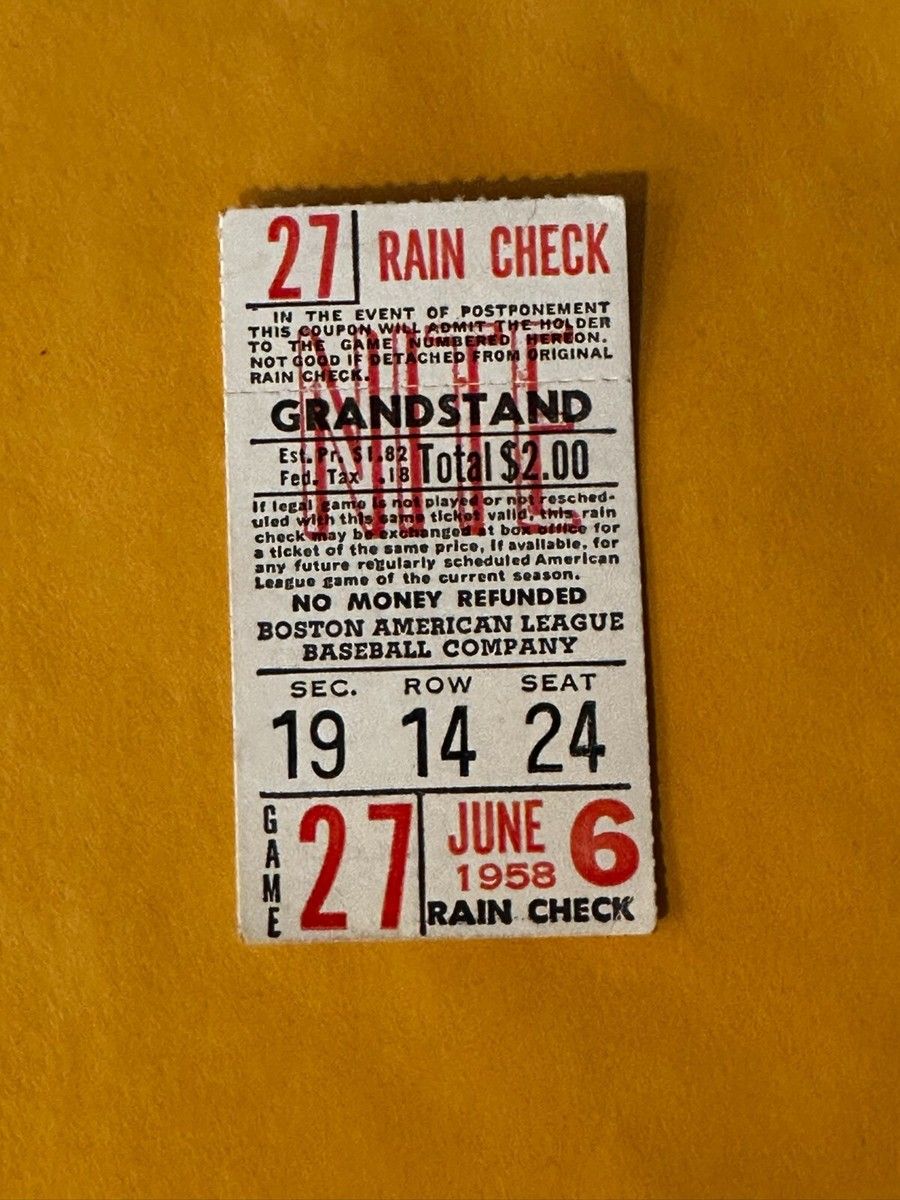 27 RAIN CHECK
IN THE EVENT OF POSTPONEMENT
THIS COUPON WILL ADMIT THE HOLDER
TO THE GAME NUMBERED HEREON.
NOT GOOD IF DETACHED FROM ORIGINAL
RAIN CHECK.
NITE
GRANDSTAND
Est. Pr. $1.82
Fed. Tax .18
Total $2.00
If legal game is not played or not resched-
uled with this same ticket valid, this rain
check may be exchanged at box office for
a ticket of the same price, if available, for
any future regularly scheduled American
League game of the current season.
NO MONEY REFUNDED
BOSTON AMERICAN LEAGUE
BASEBALL COMPANY
SEC. ROW SEAT
19 14 24
GAME
27
JUNE 6
1958
RAIN CHECK